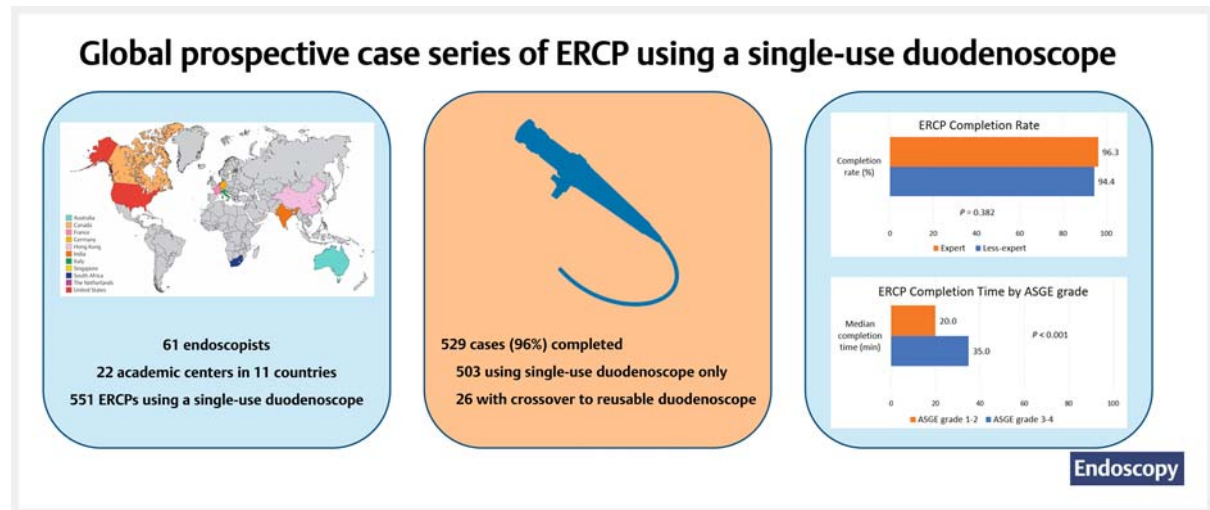 Global prospective case series of ERCP using a single-use duodenoscope
Australia
Canada
France
Germany
Hong Kong
India
Italy
Singapore
South Africa
The Netherlands
United States
61 endoscopists
22 academic centers in 11 countries
551 ERCPs using a single-use duodenoscope
529 cases (96%) completed
503 using single-use duodenoscope only
26 with crossover to reusable duodenoscope
ERCP Completion Rate
Completion
rate (%)
96.3
94.4
P = 0.382
0 20 40 60 80 100
Expert Less-expert
ERCP Completion Time by ASGE grade
Median
completion
time (min)
20.0
35.0
P < 0.001
0 20 40 60 80 100
ASGE grade 1-2 ASGE grade 3-4
Endoscopy